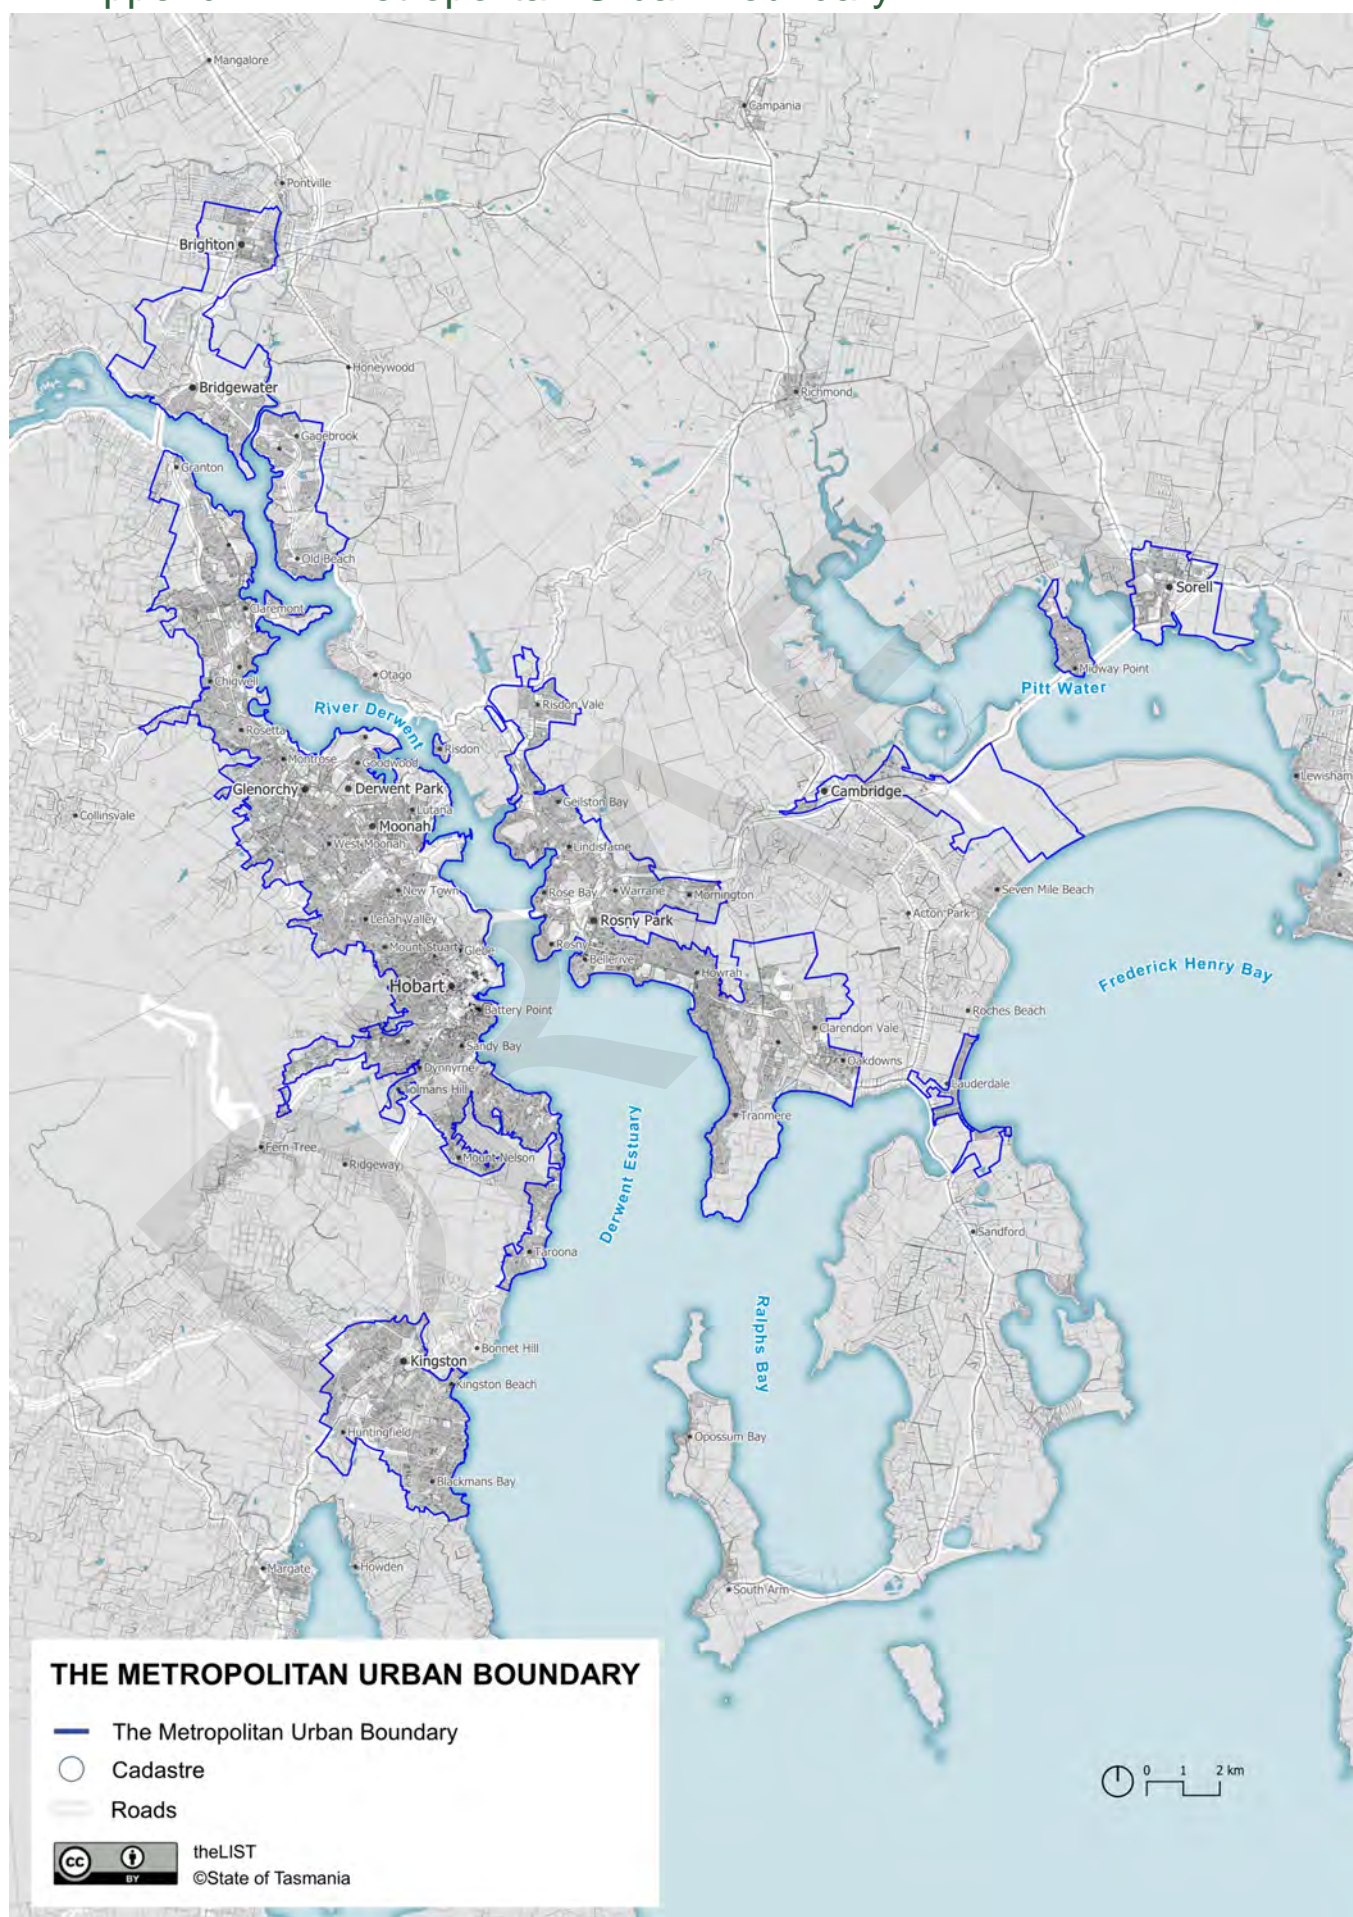 Mangalore
Campania
Pontville
Brighton
Honeywood
Bridgewater
Richmond
Gagebrook
Granton
Old Beach
Sorell
Claremont
Midway Point
Otago
Chigwell
Pitt Water
Risdon Vale
River Derwent
Rosetta
Risdon
Montrose
Goodwood
Lewisham
Glenorchy
Derwent Park
Cambridge
Geilston Bay
Lutana
Collinsvale
Moonah
West Moonah
Lindisfarne
New Town
Rose Bay
Warrane
Mornington
Seven Mile Beach
Lenah Valley
Rosny Park
Acton Park
Mount Stuart
Glebe
Rosny
Bellerive
Howrah
Frederick Henry Bay
Hobart
Battery Point
Roches Beach
Clarendon Vale
Sandy Bay
Oakdowns
Dynnyrne
Tolmans Hill
Lauderdale
Tranmere
Fern Tree
Mount Nelson
Ridgeway
Derwent Estuary
Sandford
Taroona
Ralphs Bay
Bonnet Hill
Kingston
Kingston Beach
Huntingfield
Opossum Bay
Blackmans Bay
Margate
Howden
South Arm
DRAFT
THE METROPOLITAN URBAN BOUNDARY
The Metropolitan Urban Boundary
Cadastre
Roads
0 1 2 km
cc
BY
theLIST
©State of Tasmania